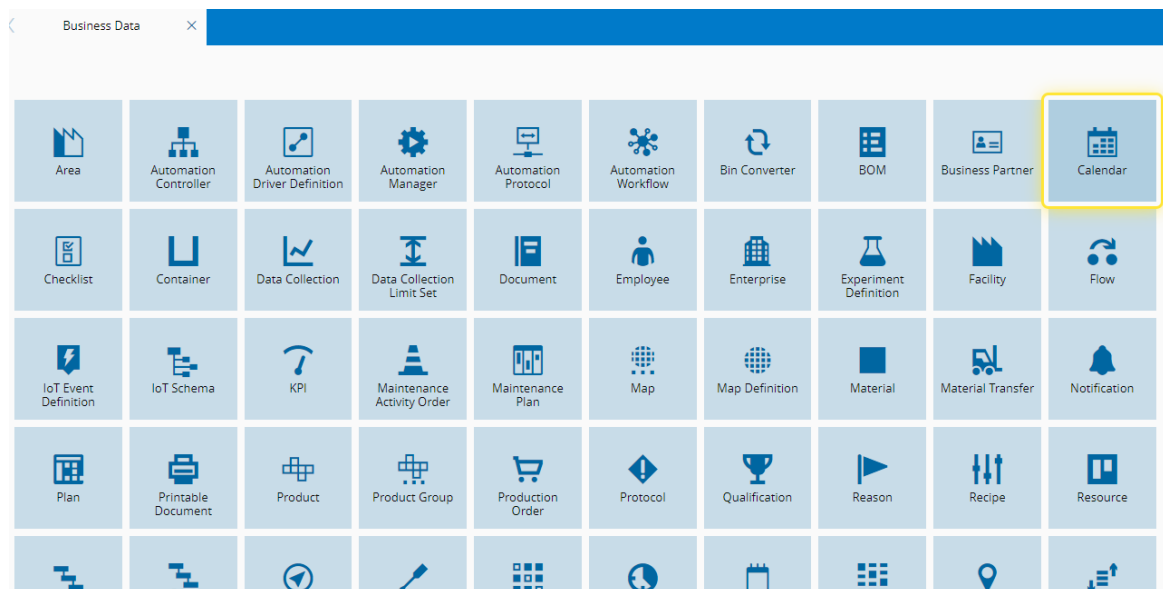 Business Data
Area
Automation
Controller
Automation
Driver Definition
Automation
Manager
Automation
Protocol
Automation
Workflow
Bin Converter
BOM
Business Partner
Calendar
Checklist
Container
Data Collection
Data Collection
Limit Set
Document
Employee
Enterprise
Experiment
Definition
Facility
Flow
IoT Event
Definition
IoT Schema
KPI
Maintenance
Activity Order
Maintenance
Plan
Map
Map Definition
Material
Material Transfer
Notification
Plan
Printable
Document
Product
Product Group
Production
Order
Protocol
Qualification
Reason
Recipe
Resource